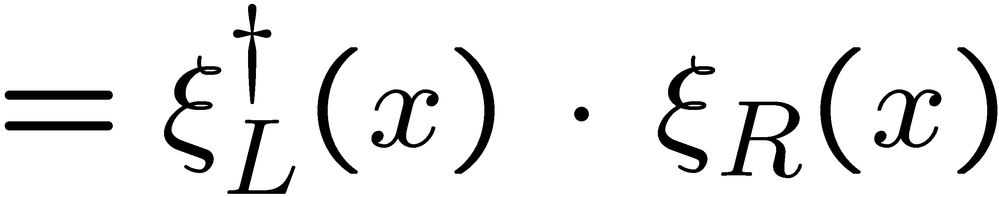 = ξ_L^†(x) · ξ_R(x)